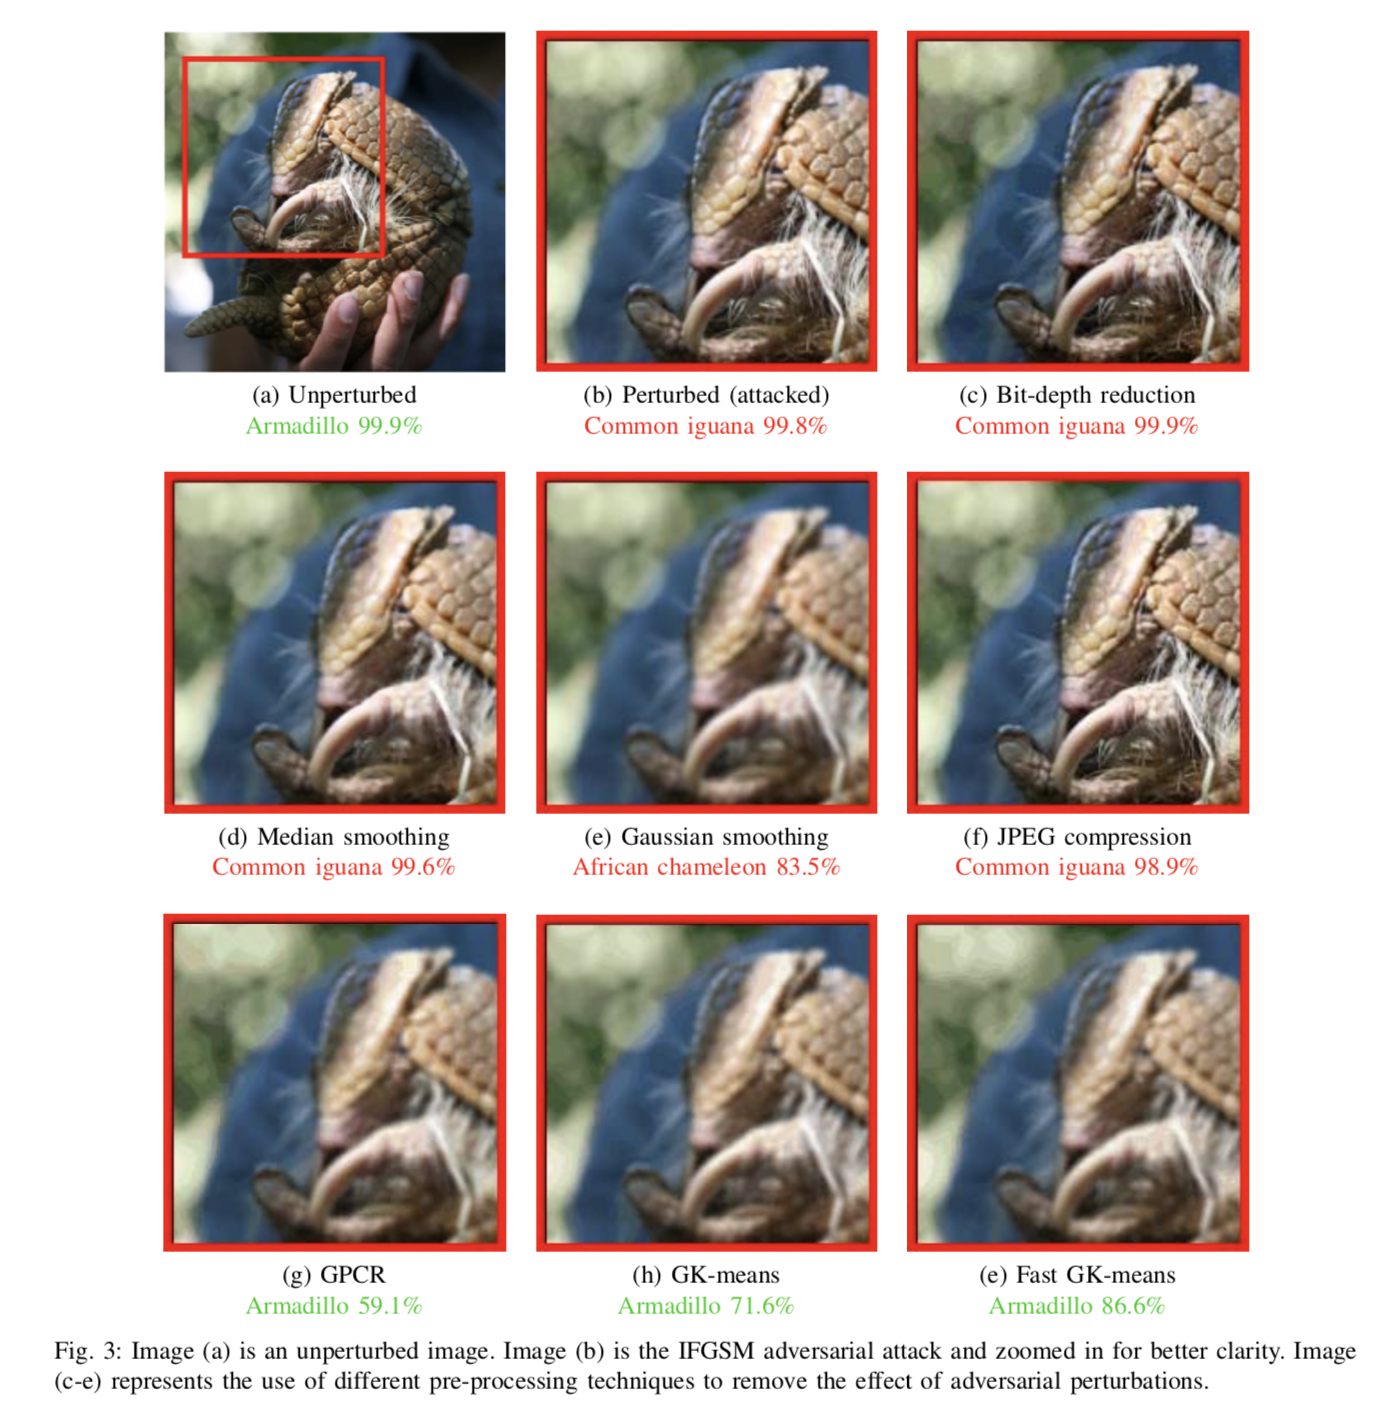 (a) Unperturbed
Armadillo 99.9%
(b) Perturbed (attacked)
Common iguana 99.8%
(c) Bit-depth reduction
Common iguana 99.9%
(d) Median smoothing
Common iguana 99.6%
(e) Gaussian smoothing
African chameleon 83.5%
(f) JPEG compression
Common iguana 98.9%
(g) GPCR
Armadillo 59.1%
(h) GK-means
Armadillo 71.6%
(e) Fast GK-means
Armadillo 86.6%
Fig. 3: Image (a) is an unperturbed image. Image (b) is the IFGSM adversarial attack and zoomed in for better clarity. Image
(c-e) represents the use of different pre-processing techniques to remove the effect of adversarial perturbations.